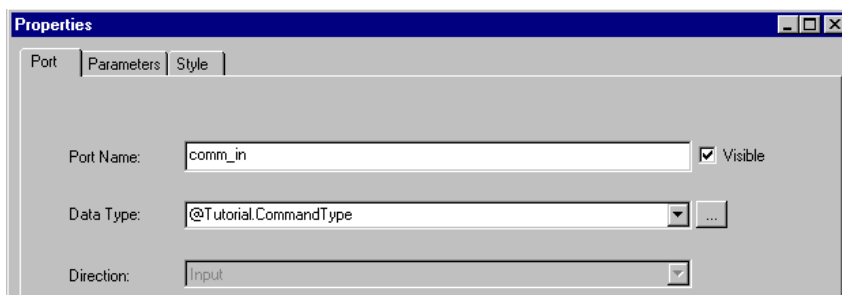 Properties
Port Parameters Style
Port Name: comm_in Visible
Data Type: @Tutorial.CommandType ...
Direction: Input